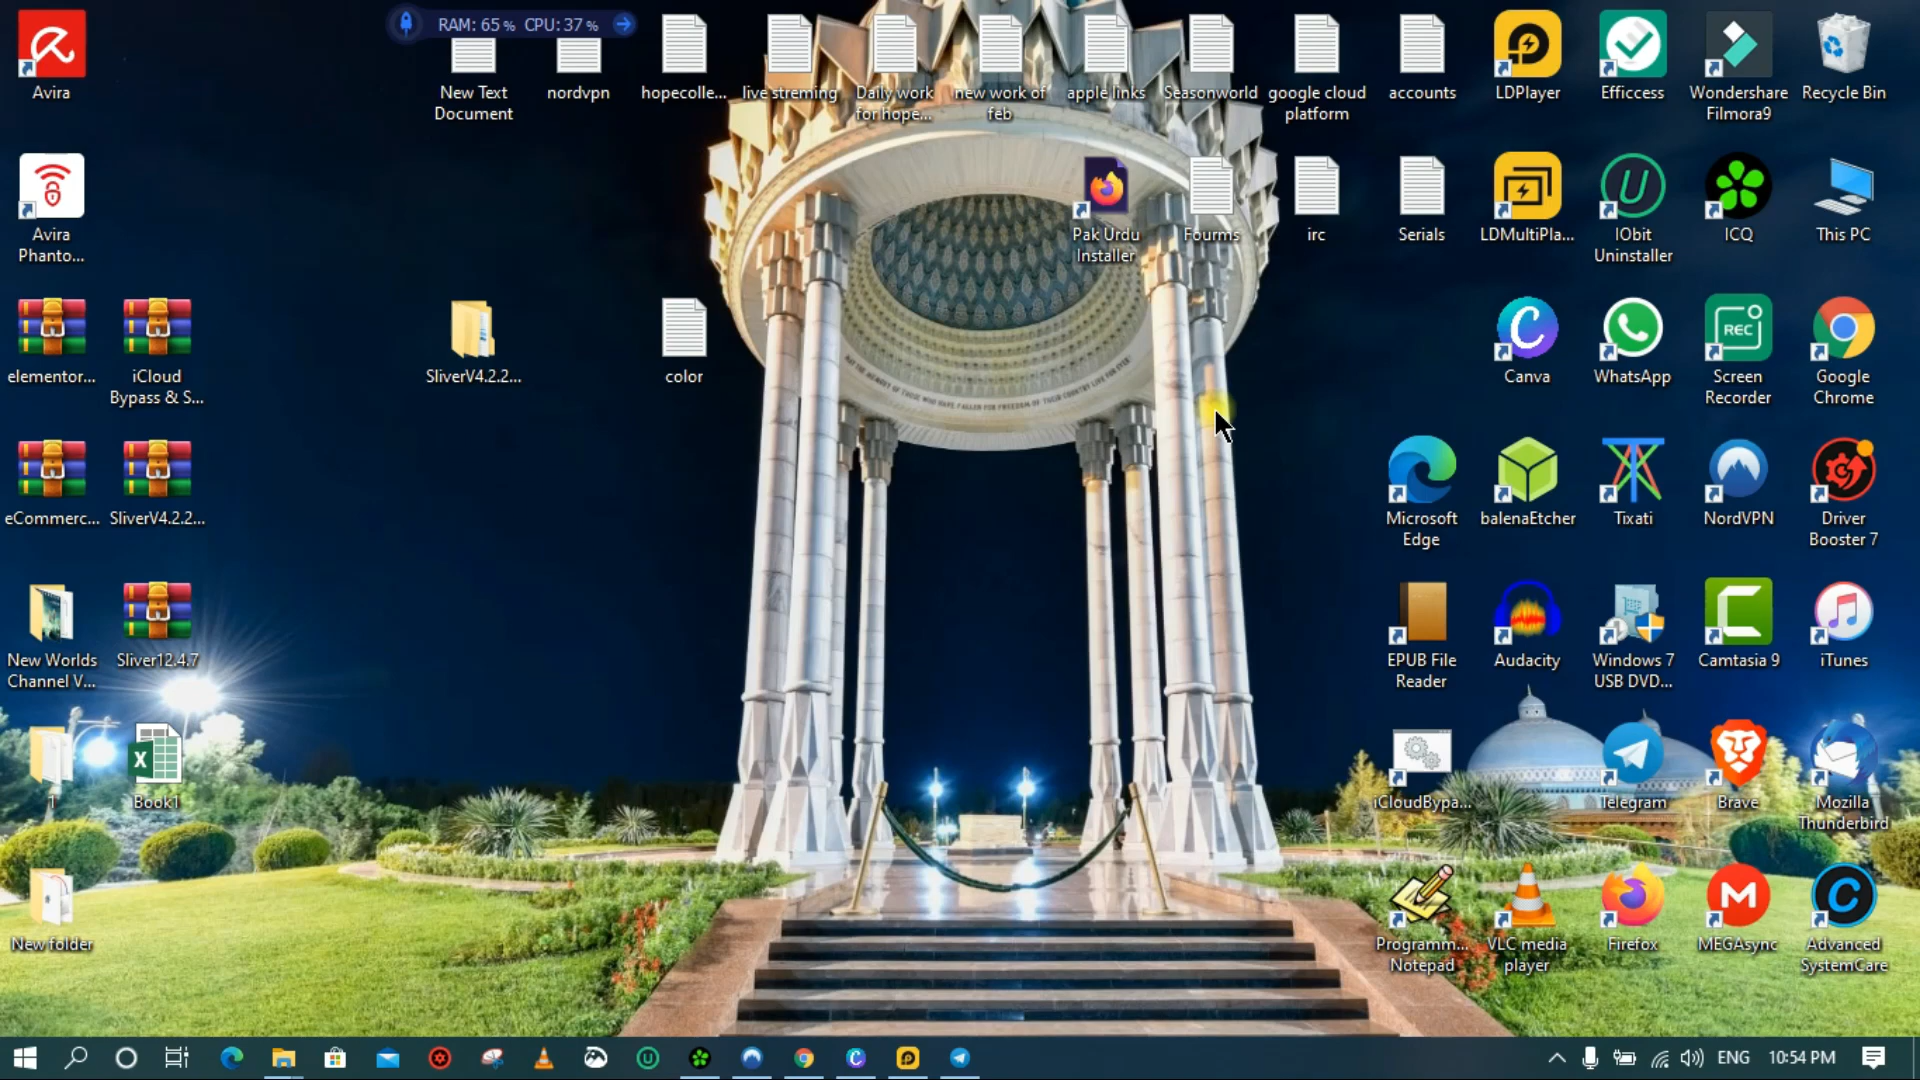 RAM: 65 % CPU: 37 %
Avira
New Text
Document
nordvpn
hopecolle...
live streming
Daily work
for hope...
new work of
feb
apple links
Seasonworld
google cloud
platform
accounts
LDPlayer
Efficcess
Wondershare
Filmora9
Recycle Bin
Avira
Phanto...
Pak Urdu
Installer
Fourms
irc
Serials
LDMultiPla...
IObit
Uninstaller
ICQ
This PC
elementor...
iCloud
Bypass & S...
SliverV4.2.2...
color
Canva
WhatsApp
REC
Screen
Recorder
Google
Chrome
eCommerc...
SliverV4.2.2...
Microsoft
Edge
balenaEtcher
Tixati
NordVPN
Driver
Booster 7
New Worlds
Channel V...
Sliver12.4.7
EPUB File
Reader
Audacity
Windows 7
USB DVD...
Camtasia 9
iTunes
1
Book1
iCloudBypa...
Telegram
Brave
Mozilla
Thunderbird
New folder
Programm...
Notepad
VLC media
player
Firefox
MEGAsync
Advanced
SystemCare
ENG 10:54 PM